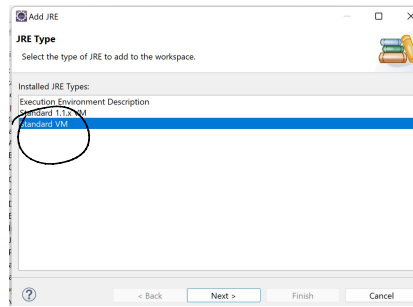 Add JRE
JRE Type
Select the type of JRE to add to the workspace.
Installed JRE Types:
Execution Environment Description
Standard 1.1.x VM
Standard VM
?
< Back
Next >
Finish
Cancel